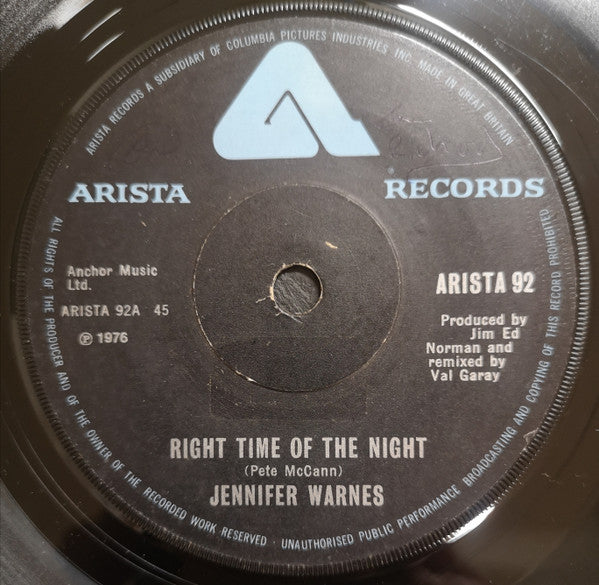 ARISTA RECORDS A SUBSIDIARY OF COLUMBIA PICTURES INDUSTRIES, INC. MADE IN GREAT BRITAIN
ARISTA RECORDS
Anchor Music
Ltd.
ARISTA 92A 45
℗ 1976
ARISTA 92
Produced by
Jim Ed
Norman and
remixed by
Val Garay
RIGHT TIME OF THE NIGHT
(Pete McCann)
JENNIFER WARNES
ALL RIGHTS OF THE PRODUCER AND OF THE OWNER OF THE RECORDED WORK RESERVED · UNAUTHORISED PUBLIC PERFORMANCE BROADCASTING AND COPYING OF THIS RECORD PROHIBITED